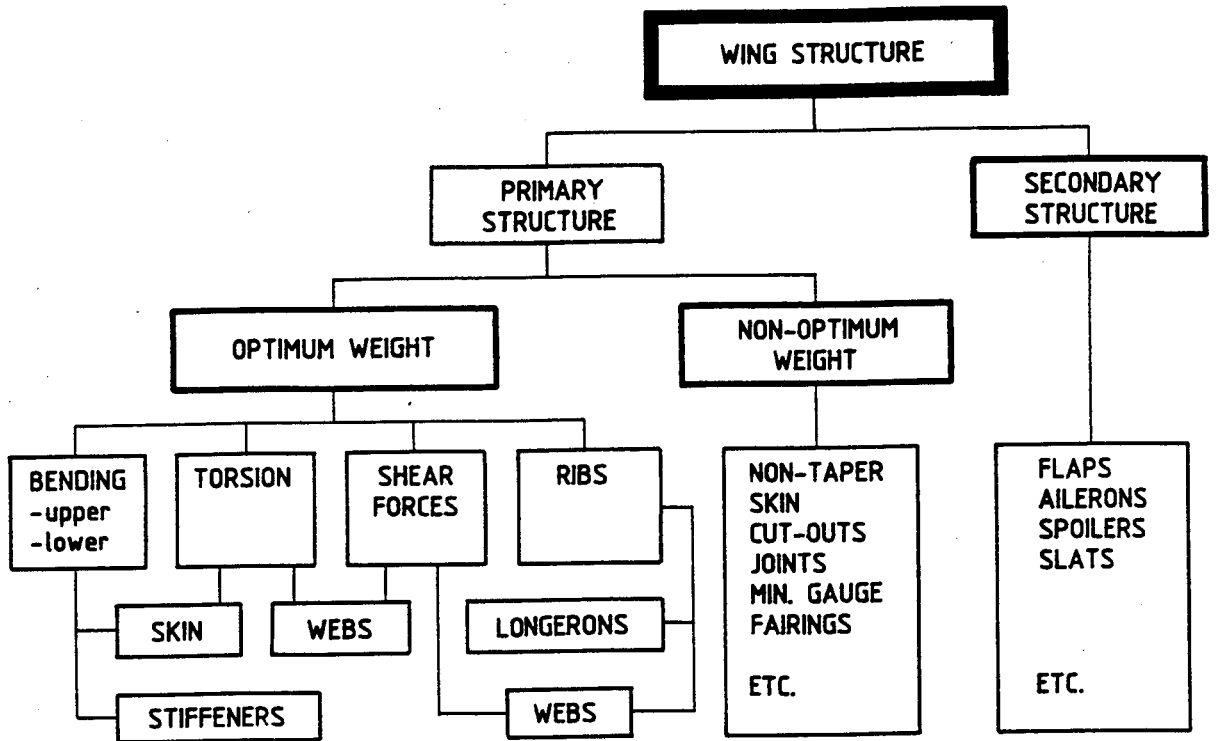 WING STRUCTURE
PRIMARY
STRUCTURE
SECONDARY
STRUCTURE
OPTIMUM WEIGHT
NON-OPTIMUM
WEIGHT
BENDING
-upper
-lower
TORSION
SHEAR
FORCES
RIBS
SKIN
WEBS
LONGERONS
STIFFENERS
WEBS
NON-TAPER
SKIN
CUT-OUTS
JOINTS
MIN. GAUGE
FAIRINGS
ETC.
FLAPS
AILERONS
SPOILERS
SLATS
ETC.